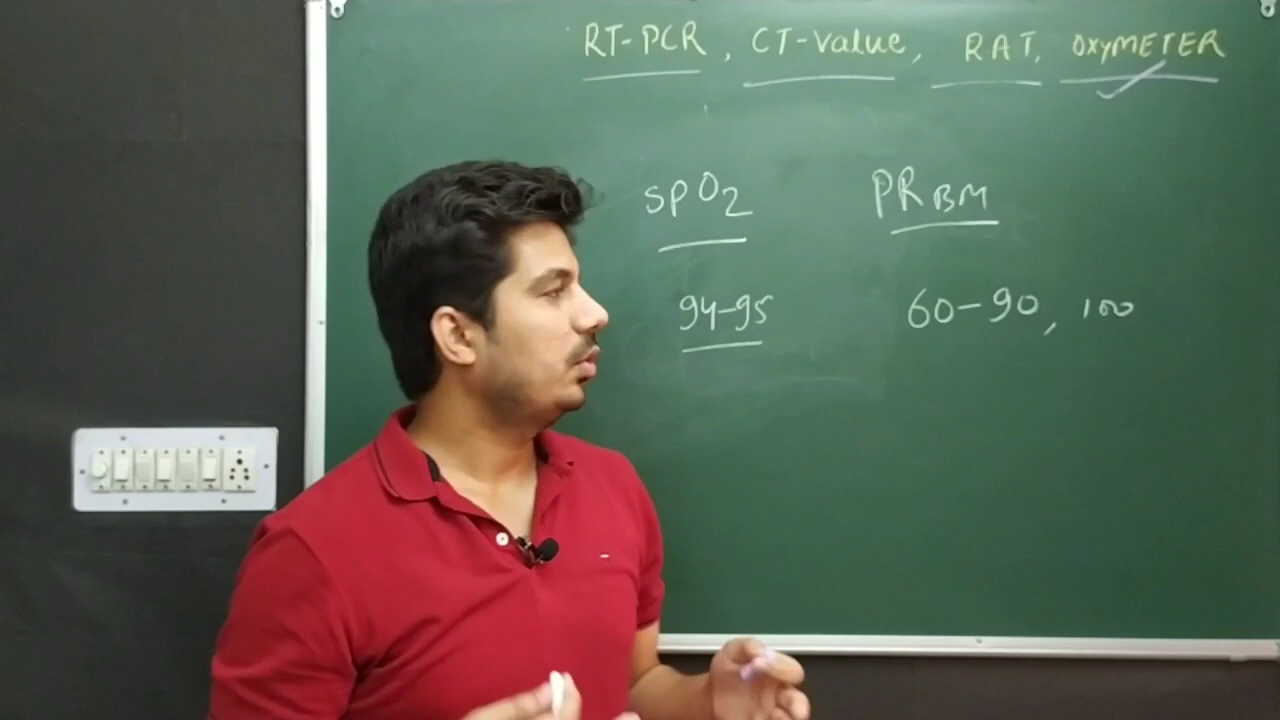 RT-PCR, CT-Value, RAT, OXYMETER
SPO2 PRBM
94-95 60-90, 100